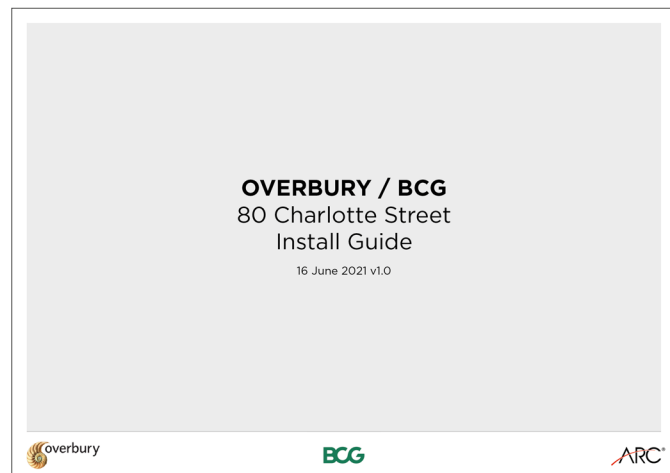 OVERBURY / BCG
80 Charlotte Street
Install Guide
16 June 2021 v1.0
overbury
BCG
ARC®